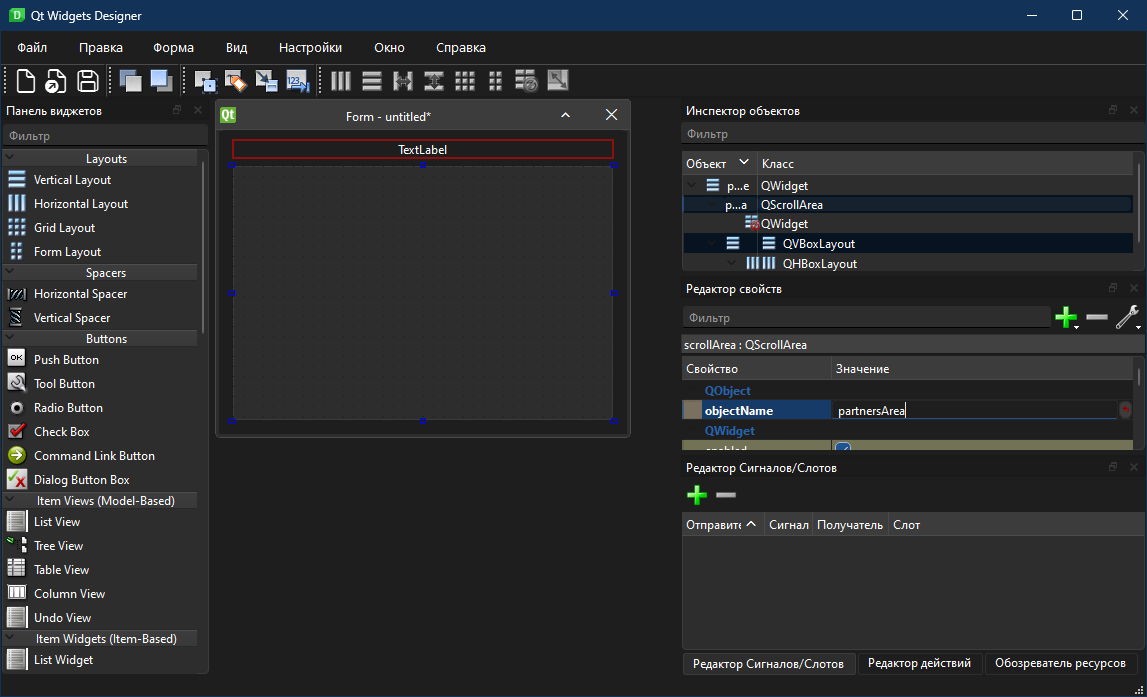 Qt Widgets Designer
Файл Правка Форма Вид Настройки Окно Справка
123
Панель виджетов
Фильтр
Layouts
Vertical Layout
Horizontal Layout
Grid Layout
Form Layout
Spacers
Horizontal Spacer
Vertical Spacer
Buttons
OK Push Button
Tool Button
Radio Button
Check Box
Command Link Button
Dialog Button Box
Item Views (Model-Based)
List View
Tree View
Table View
Column View
Undo View
Item Widgets (Item-Based)
List Widget
Qt Form - untitled*
TextLabel
Инспектор объектов
Фильтр
Объект Класс
p...e QWidget
p...a QScrollArea
QWidget
QVBoxLayout
QHBoxLayout
Редактор свойств
Фильтр
scrollArea : QScrollArea
Свойство Значение
QObject
objectName partnersArea
QWidget
enabled
Редактор Сигналов/Слотов
Отправите Сигнал Получатель Слот
Редактор Сигналов/Слотов Редактор действий Обозреватель ресурсов